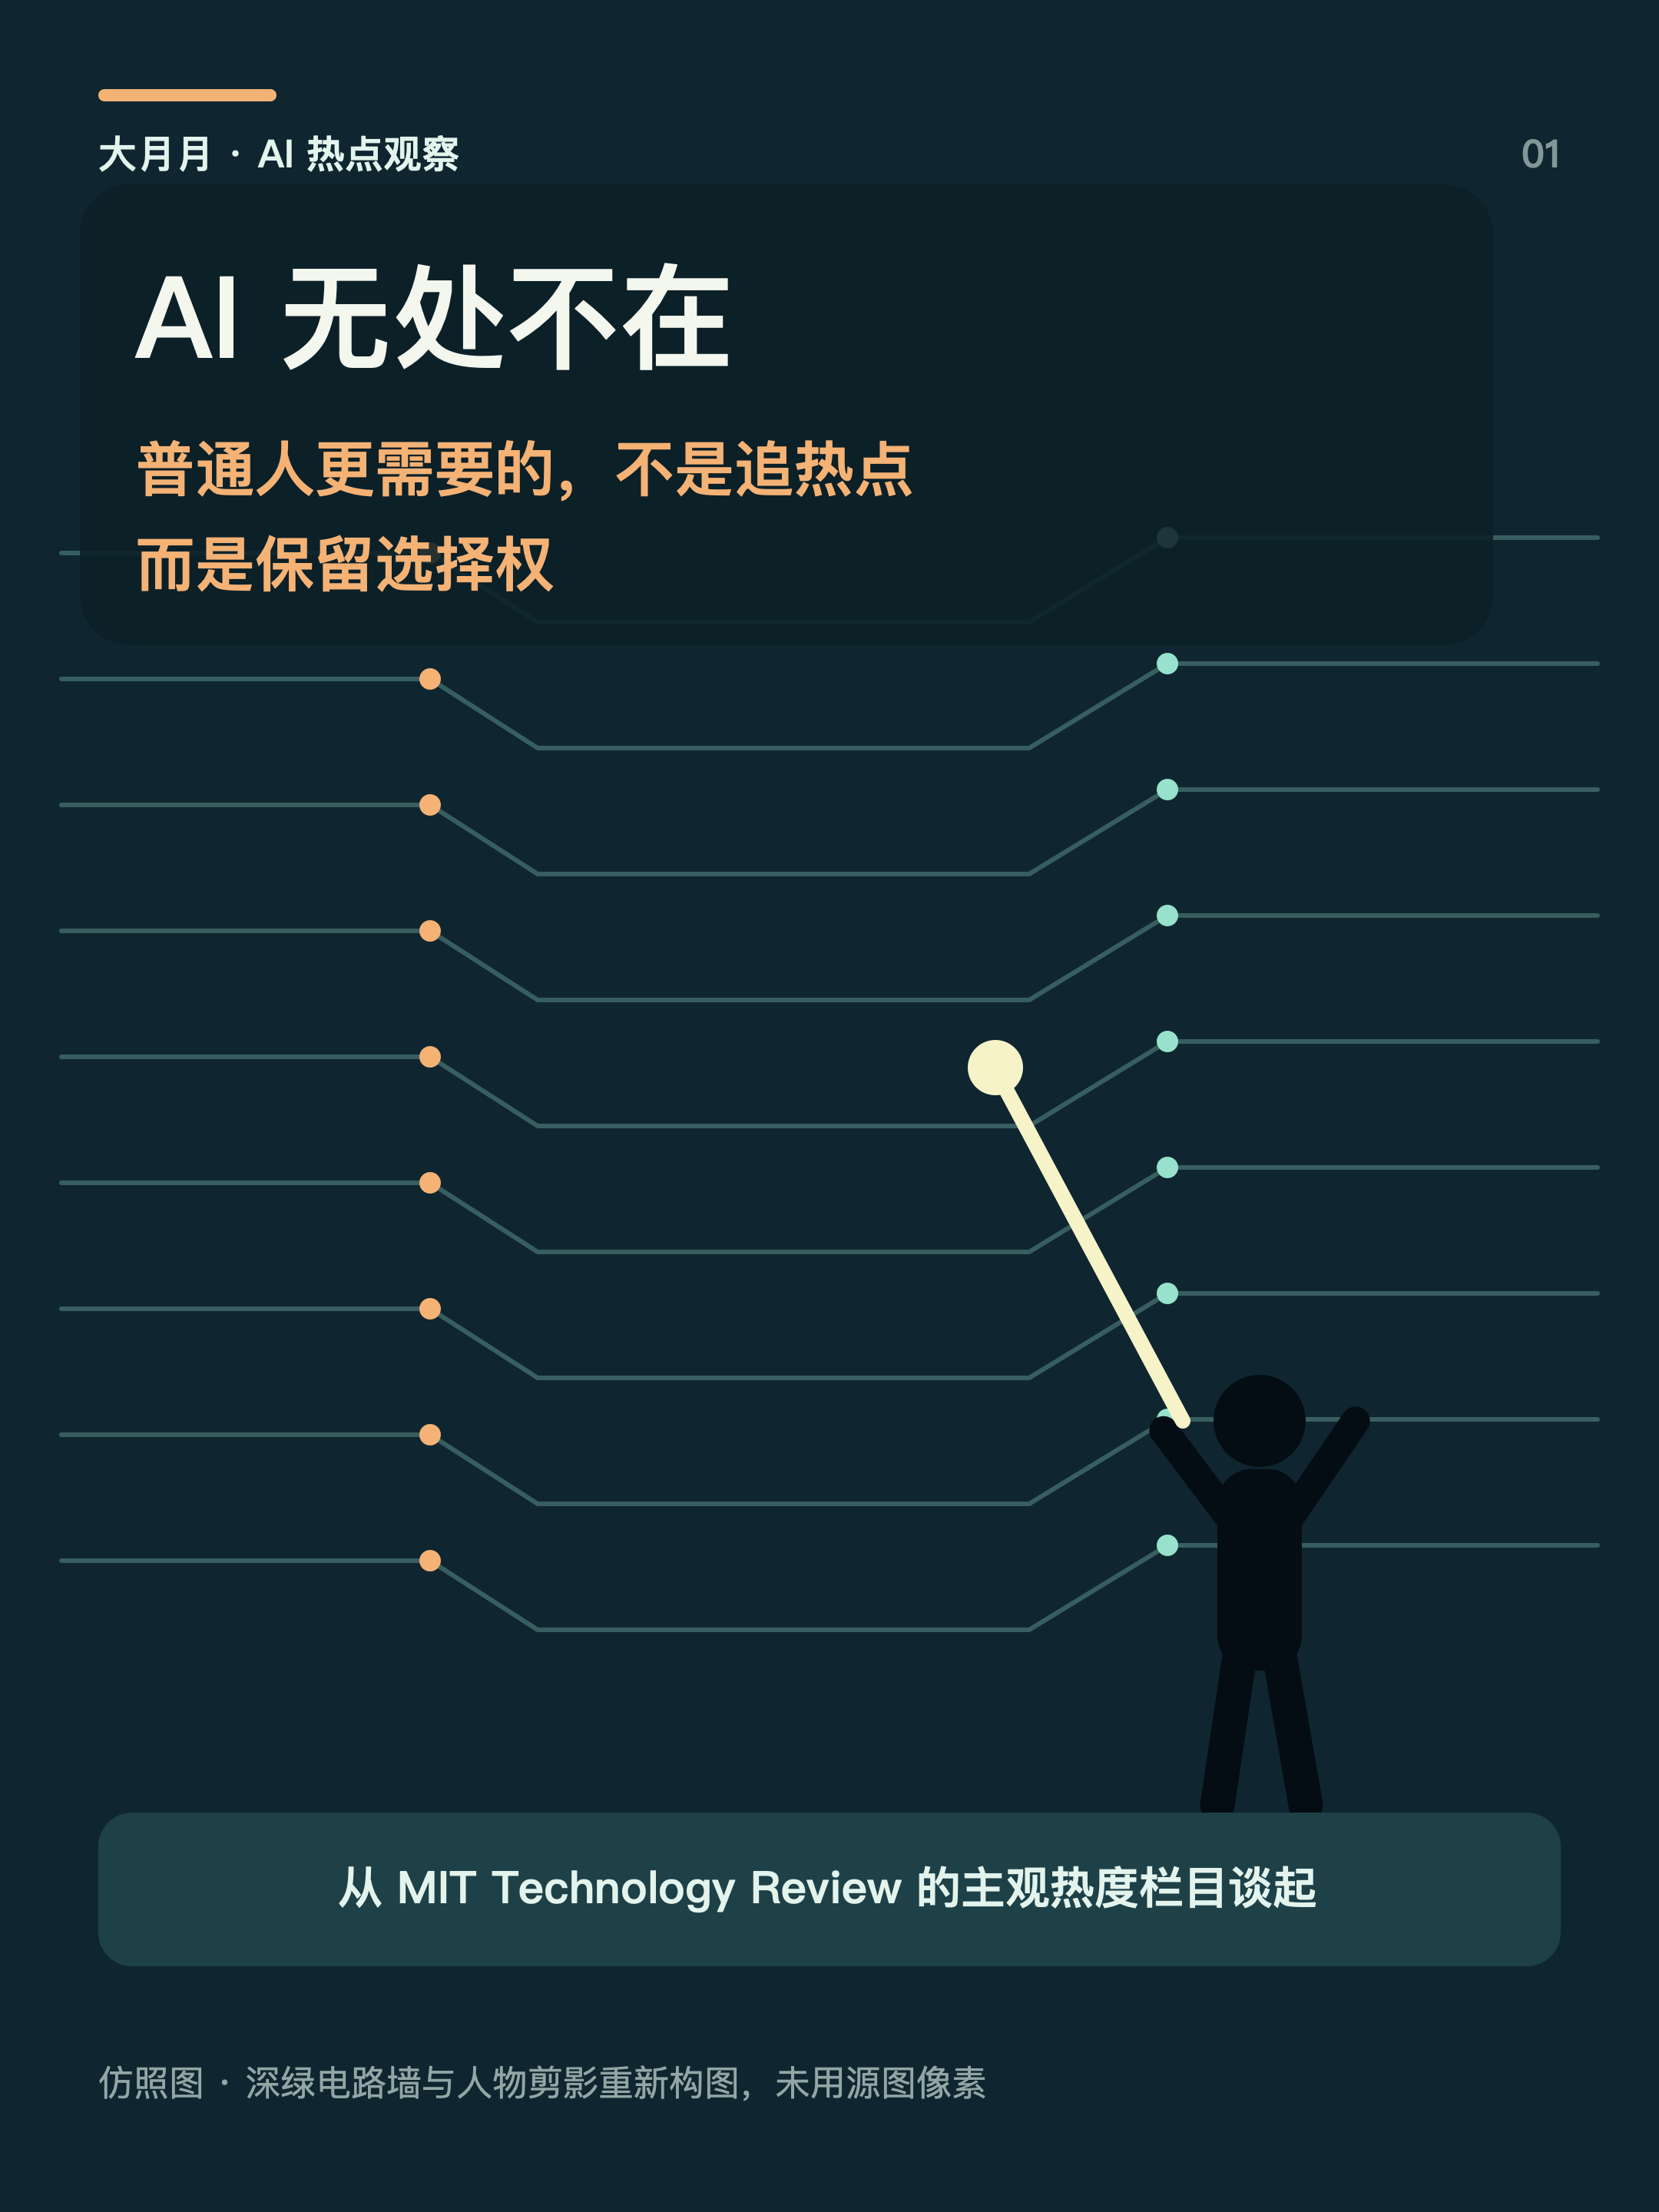 大月月 · AI 热点观察
01
AI 无处不在
普通人更需要的，不是追热点
而是保留选择权
从 MIT Technology Review 的主观热度栏目谈起
仿照图 · 深绿电路墙与人物剪影重新构图，未用源图像素